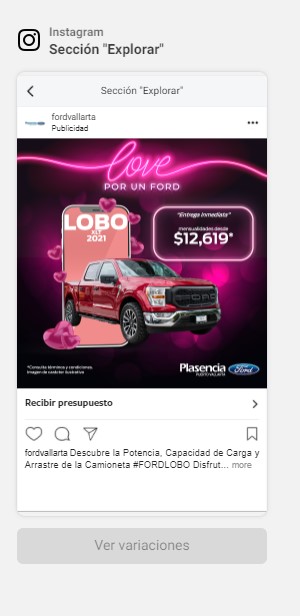 Instagram
Sección "Explorar"
Sección "Explorar"
fordvallarta
Publicidad
love
POR UN FORD
LOBO
XLT
2021
"Entrega inmediata"
mensualidades desde
$12,619*
*Consulta términos y condiciones.
Imagen de carácter ilustrativo
Plasencia
PUERTO VALLARTA
Ford
Recibir presupuesto
fordvallarta Descubre la Potencia, Capacidad de Carga y
Arrastre de la Camioneta #FORDLOBO Disfrut... more
Ver variaciones